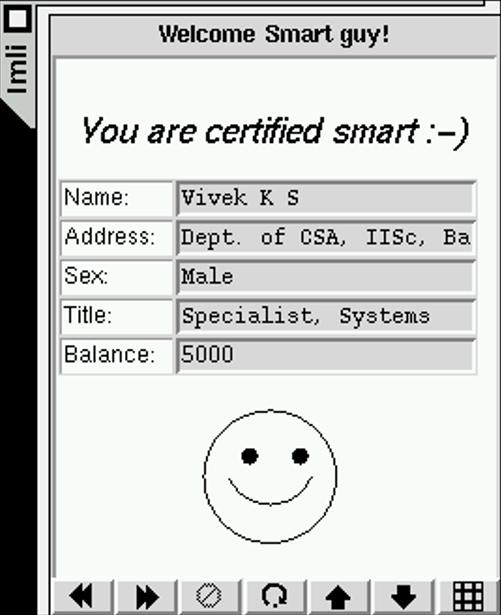 Imli
Welcome Smart guy!
You are certified smart :-)
Name: Vivek K S
Address: Dept. of CSA, IISc, Ba
Sex: Male
Title: Specialist, Systems
Balance: 5000